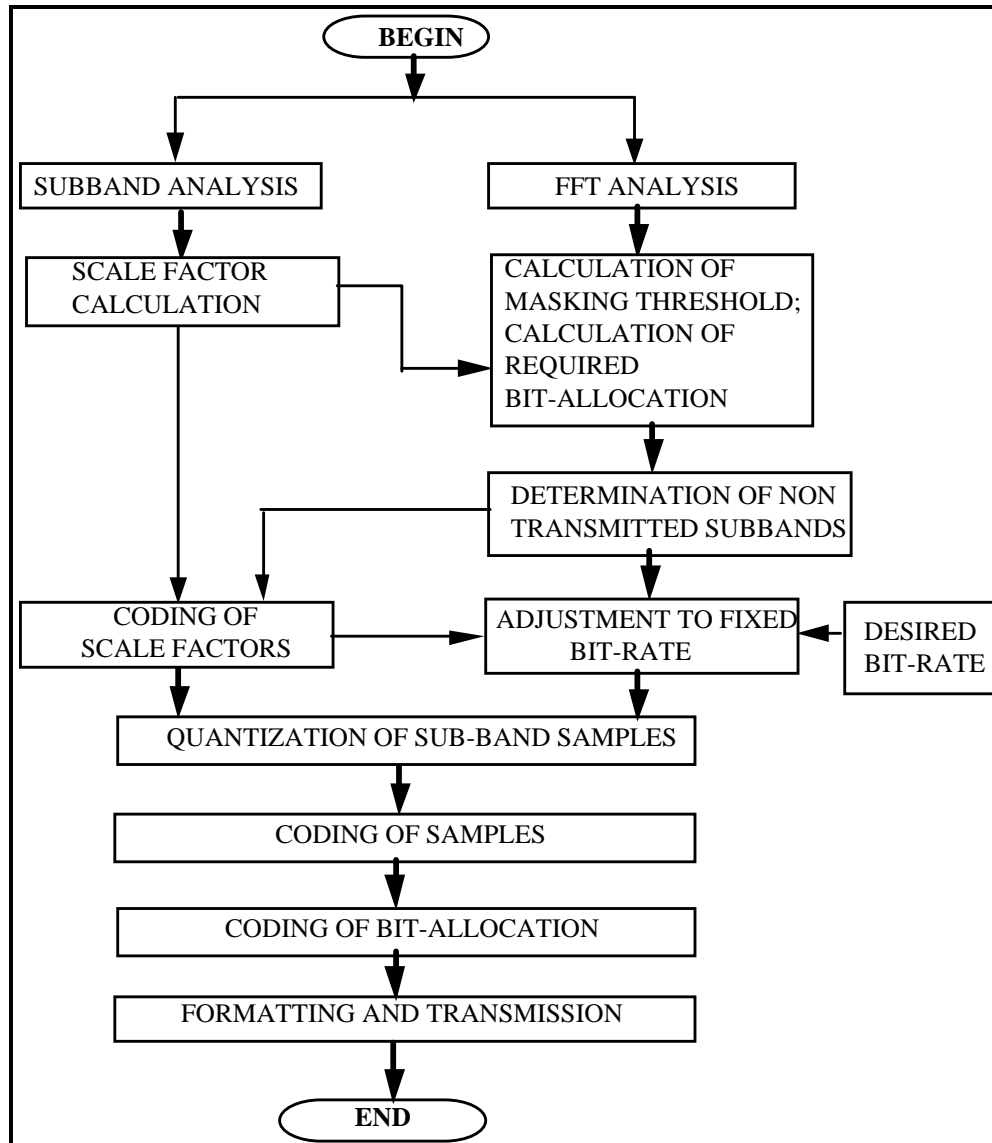 BEGIN
SUBBAND ANALYSIS
FFT ANALYSIS
SCALE FACTOR
CALCULATION
CALCULATION OF
MASKING THRESHOLD;
CALCULATION OF
REQUIRED
BIT-ALLOCATION
DETERMINATION OF NON
TRANSMITTED SUBBANDS
CODING OF
SCALE FACTORS
ADJUSTMENT TO FIXED
BIT-RATE
DESIRED
BIT-RATE
QUANTIZATION OF SUB-BAND SAMPLES
CODING OF SAMPLES
CODING OF BIT-ALLOCATION
FORMATTING AND TRANSMISSION
END